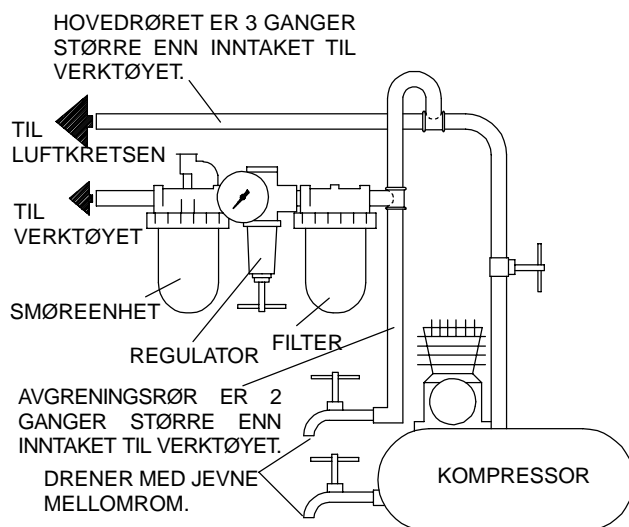 HOVEDRØRET ER 3 GANGER
STØRRE ENN INNTAKET TIL
VERKTØYET.
TIL
LUFTKRETSEN
TIL
VERKTØYET
SMØREENHET
REGULATOR
FILTER
AVGRENINGSRØR ER 2
GANGER STØRRE ENN
INNTAKET TIL VERKTØYET.
DRENER MED JEVNE
MELLOMROM.
KOMPRESSOR